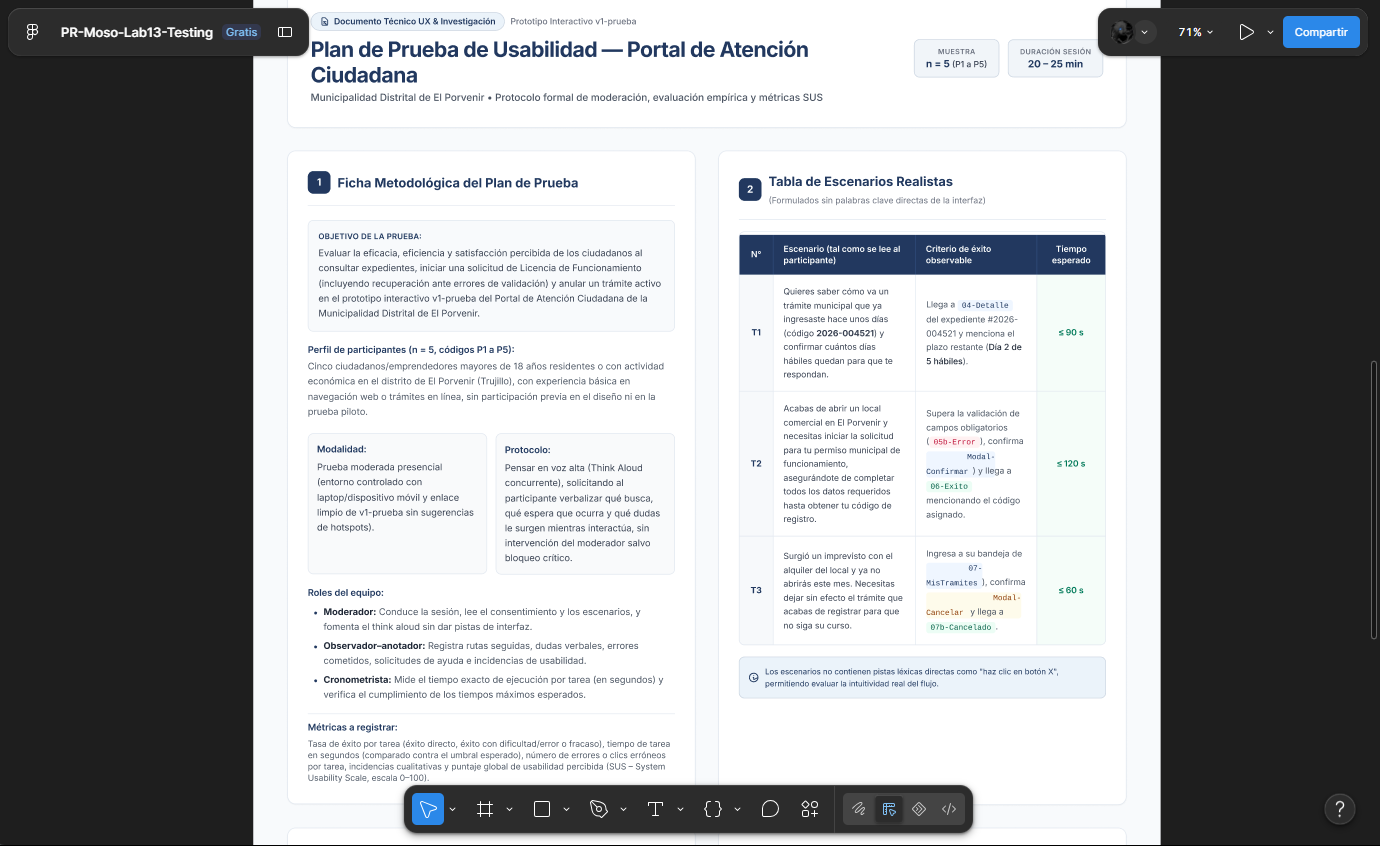 PR-Moso-Lab13-Testing
Gratis
71%
Compartir
Documento Técnico UX & Investigación
Prototipo Interactivo v1-prueba
Plan de Prueba de Usabilidad — Portal de Atención
Ciudadana
Municipalidad Distrital de El Porvenir • Protocolo formal de moderación, evaluación empírica y métricas SUS
MUESTRA
n = 5 (P1 a P5)
DURACIÓN SESIÓN
20 – 25 min
1
Ficha Metodológica del Plan de Prueba
OBJETIVO DE LA PRUEBA:
Evaluar la eficacia, eficiencia y satisfacción percibida de los ciudadanos al
consultar expedientes, iniciar una solicitud de Licencia de Funcionamiento
(incluyendo recuperación ante errores de validación) y anular un trámite activo
en el prototipo interactivo v1-prueba del Portal de Atención Ciudadana de la
Municipalidad Distrital de El Porvenir.
Perfil de participantes (n = 5, códigos P1 a P5):
Cinco ciudadanos/emprendedores mayores de 18 años residentes o con actividad
económica en el distrito de El Porvenir (Trujillo), con experiencia básica en
navegación web o trámites en línea, sin participación previa en el diseño ni en la
prueba piloto.
Modalidad:
Prueba moderada presencial
(entorno controlado con
laptop/dispositivo móvil y enlace
limpio de v1-prueba sin sugerencias
de hotspots).
Protocolo:
Pensar en voz alta (Think Aloud
concurrente), solicitando al
participante verbalizar qué busca,
qué espera que ocurra y qué dudas
le surgen mientras interactúa, sin
intervención del moderador salvo
bloqueo crítico.
Roles del equipo:
• Moderador: Conduce la sesión, lee el consentimiento y los escenarios, y
fomenta el think aloud sin dar pistas de interfaz.
• Observador–anotador: Registra rutas seguidas, dudas verbales, errores
cometidos, solicitudes de ayuda e incidencias de usabilidad.
• Cronometrista: Mide el tiempo exacto de ejecución por tarea (en segundos) y
verifica el cumplimiento de los tiempos máximos esperados.
Métricas a registrar:
Tasa de éxito por tarea (éxito directo, éxito con dificultad/error o fracaso), tiempo de tarea
en segundos (comparado contra el umbral esperado), número de errores o clics erróneos
por tarea, incidencias cualitativas y puntaje global de usabilidad percibida (SUS – System
Usability Scale, escala 0–100).
2
Tabla de Escenarios Realistas
(Formulados sin palabras clave directas de la interfaz)
N°
Escenario (tal como se lee al
participante)
Criterio de éxito
observable
Tiempo
esperado
T1
Quieres saber cómo va un
trámite municipal que ya
ingresaste hace unos días
(código 2026-004521) y
confirmar cuántos días
hábiles quedan para que te
respondan.
Llega a 04-Detalle
del expediente #2026-
004521 y menciona el
plazo restante (Día 2 de
5 hábiles).
≤ 90 s
T2
Acabas de abrir un local
comercial en El Porvenir y
necesitas iniciar la solicitud
para tu permiso municipal de
funcionamiento,
asegurándote de completar
todos los datos requeridos
hasta obtener tu código de
registro.
Supera la validación de
campos obligatorios
( 05b-Error ), confirma
Modal-
Confirmar ) y llega a
06-Exito
mencionando el código
asignado.
≤ 120 s
T3
Surgió un imprevisto con el
alquiler del local y ya no
abrirás este mes. Necesitas
dejar sin efecto el trámite que
acabas de registrar para que
no siga su curso.
Ingresa a su bandeja de
07-
MisTramites ), confirma
Modal-
Cancelar y llega a
07b-Cancelado .
≤ 60 s
Los escenarios no contienen pistas léxicas directas como "haz clic en botón X",
permitiendo evaluar la intuitividad real del flujo.